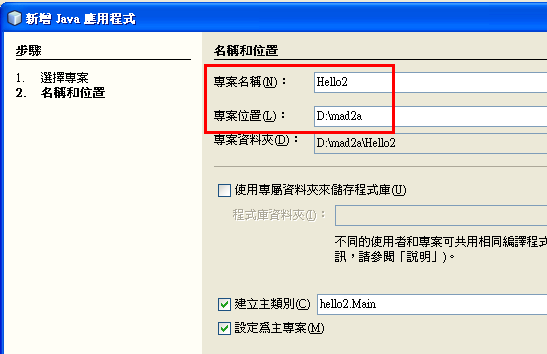 新增 Java 應用程式
步驟
1. 選擇專案
2. 名稱和位置
名稱和位置
專案名稱(N)： Hello2
專案位置(L)： D:\mad2a
專案資料夾(D)： D:\mad2a\Hello2
使用專屬資料夾來儲存程式庫(U)
程式庫資料夾(I)：
不同的使用者和專案可共用相同編譯程式
訊，請參閱「說明」)。
建立主類別(C) hello2.Main
設定為主專案(M)